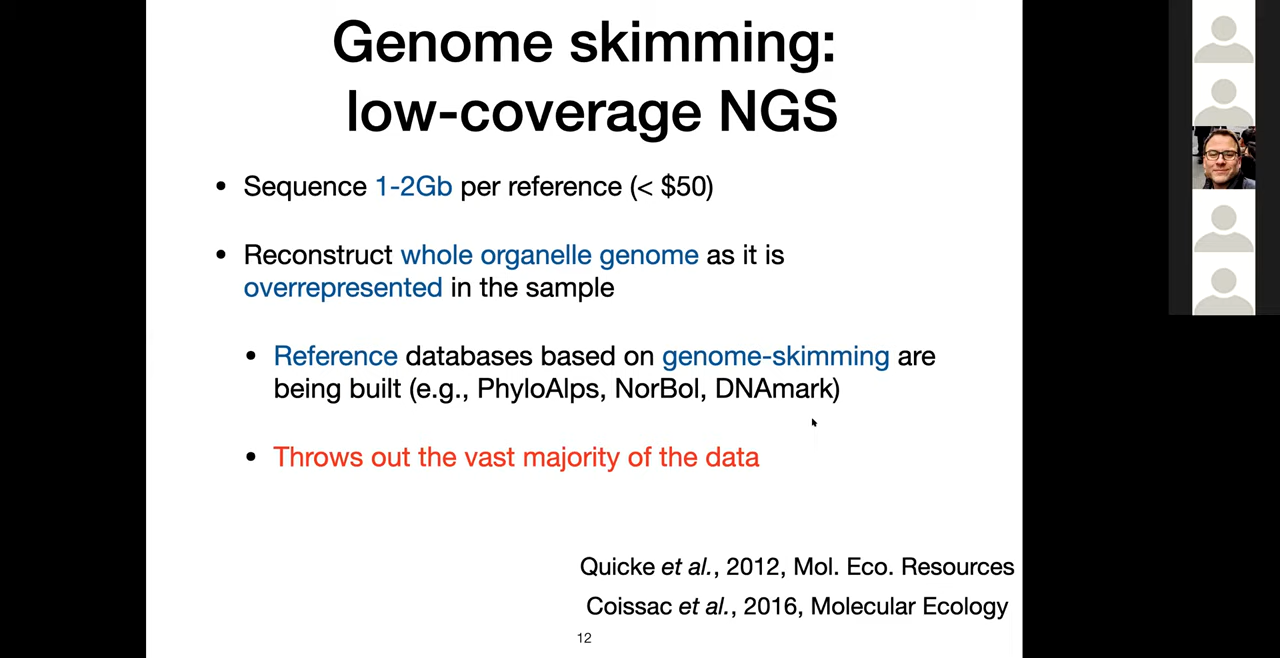 Genome skimming:
low-coverage NGS
• Sequence 1-2Gb per reference (< $50)
• Reconstruct whole organelle genome as it is
overrepresented in the sample
• Reference databases based on genome-skimming are
being built (e.g., PhyloAlps, NorBol, DNAmark)
• Throws out the vast majority of the data
Quicke et al., 2012, Mol. Eco. Resources
Coissac et al., 2016, Molecular Ecology
12